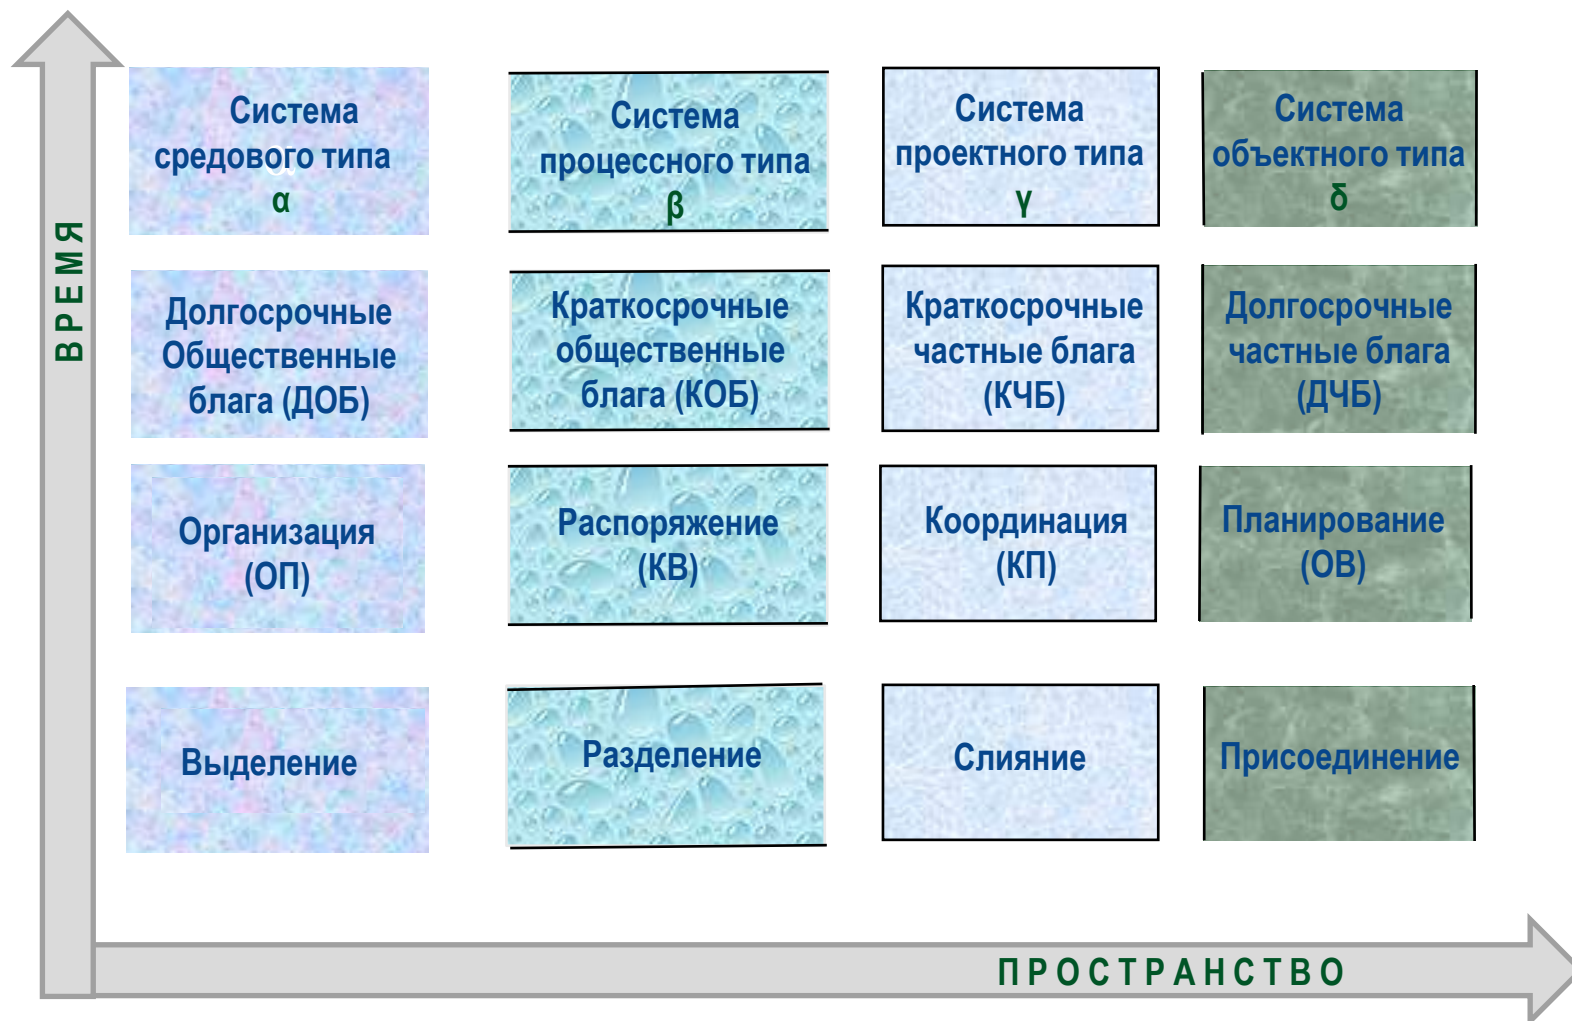 ВРЕМЯ
Система
средового типа
α
Система
процессного типа
β
Система
проектного типа
γ
Система
объектного типа
δ
Долгосрочные
Общественные
блага (ДОБ)
Краткосрочные
общественные
блага (КОБ)
Краткосрочные
частные блага
(КЧБ)
Долгосрочные
частные блага
(ДЧБ)
Организация
(ОП)
Распоряжение
(КВ)
Координация
(КП)
Планирование
(ОВ)
Выделение
Разделение
Слияние
Присоединение
ПРОСТРАНСТВО